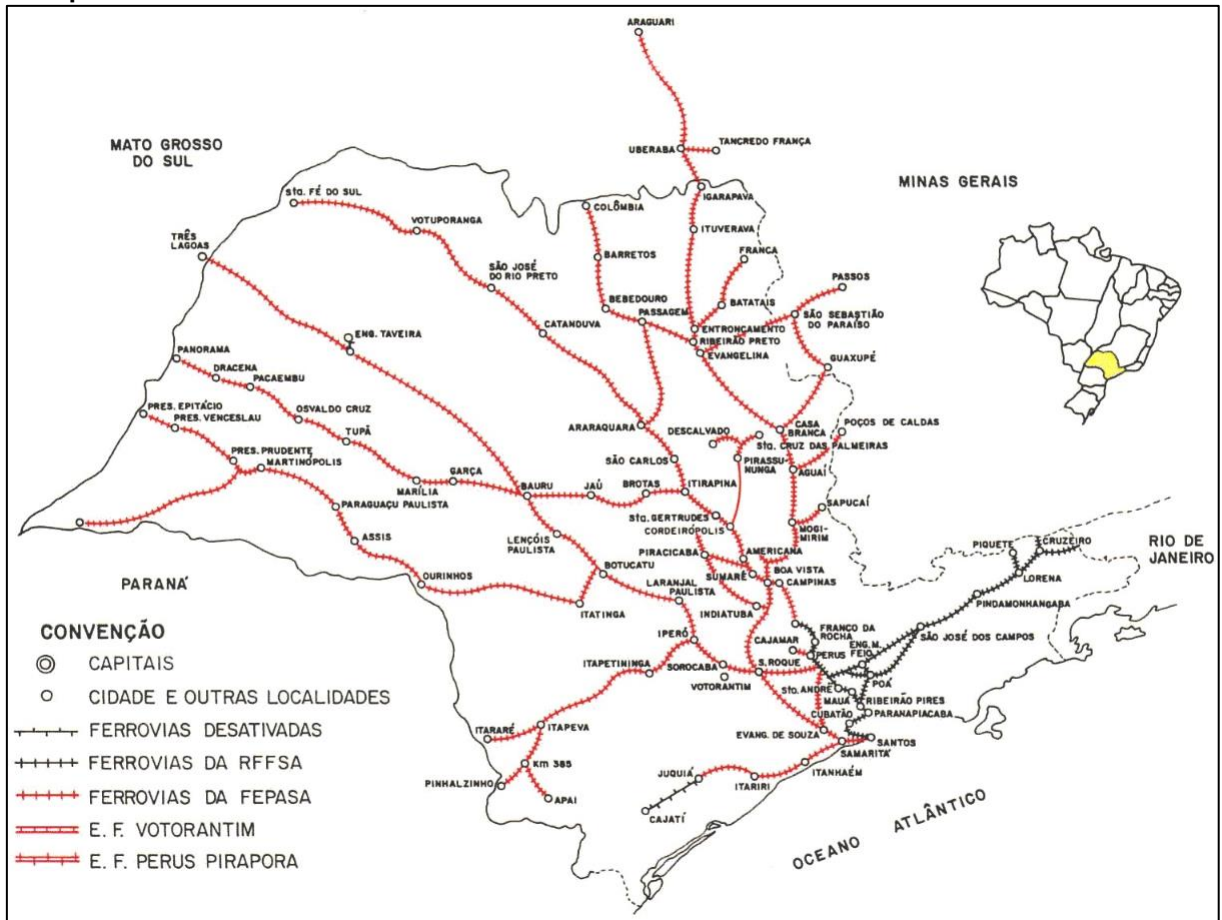 ARAGUARI
MATO GROSSO
DO SUL
UBERABA
TANCREDO FRANÇA
MINAS GERAIS
IGARAPAVA
sta. FÉ DO SUL
COLÔMBIA
VOTUPORANGA
ITUVERAVA
TRÊS
LAGOAS
BARRETOS
FRANCA
SÃO JOSÉ
DO RIO PRETO
PASSOS
BEBEDOURO
BATATAIS
PASSAGEM
SÃO SEBASTIÃO
DO PARAÍSO
CATANDUVA
ENTRONCAMENTO
RIBEIRÃO PRETO
EVANGELINA
ENG. TAVEIRA
GUAXUPÉ
PANORAMA
DRACENA
PACAEMBU
PRES. EPITÁCIO
PRES. VENCESLAU
OSVALDO CRUZ
ARARAQUARA
DESCALVADO
CASA
BRANCA
POÇOS DE CALDAS
TUPÃ
Sta. CRUZ DAS PALMEIRAS
PRES. PRUDENTE
MARTINÓPOLIS
GARÇA
SÃO CARLOS
PIRASSU-
NUNGA
AGUAÍ
MARÍLIA
BAURU
JAÚ
BROTAS
ITIRAPINA
PARAGUAÇU PAULISTA
SAPUCAÍ
Sta. GERTRUDES
CORDEIRÓPOLIS
MOGI-
MIRIM
ASSIS
LENÇÓIS
PAULISTA
PIRACICABA
AMERICANA
PIQUETE
CRUZEIRO
RIO DE
JANEIRO
BOTUCATU
SUMARÉ
BOA VISTA
CAMPINAS
LORENA
PARANÁ
OURINHOS
LARANJAL
PAULISTA
INDIATUBA
PINDAMONHANGABA
ITATINGA
CONVENÇÃO
IPERÓ
CAJAMAR
FRANCO DA
ROCHA
PERUS
ENG. M.
FEIO
SÃO JOSÉ DOS CAMPOS
CAPITAIS
ITAPETININGA
SOROCABA
VOTORANTIM
S. ROQUE
Sto. ANDRÉ
POÁ
CIDADE E OUTRAS LOCALIDADES
MAUÁ
RIBEIRÃO PIRES
CUBATÃO
PARANAPIACABA
FERROVIAS DESATIVADAS
ITARARÉ
ITAPEVA
EVANG. DE SOUZA
SANTOS
SAMARITÁ
FERROVIAS DA RFFSA
Km 385
JUQUIÁ
ITANHAÉM
PINHALZINHO
ITARIRI
FERROVIAS DA FEPASA
APAI
CAJATÍ
E. F. VOTORANTIM
OCEANO ATLÂNTICO
E. F. PERUS PIRAPORA